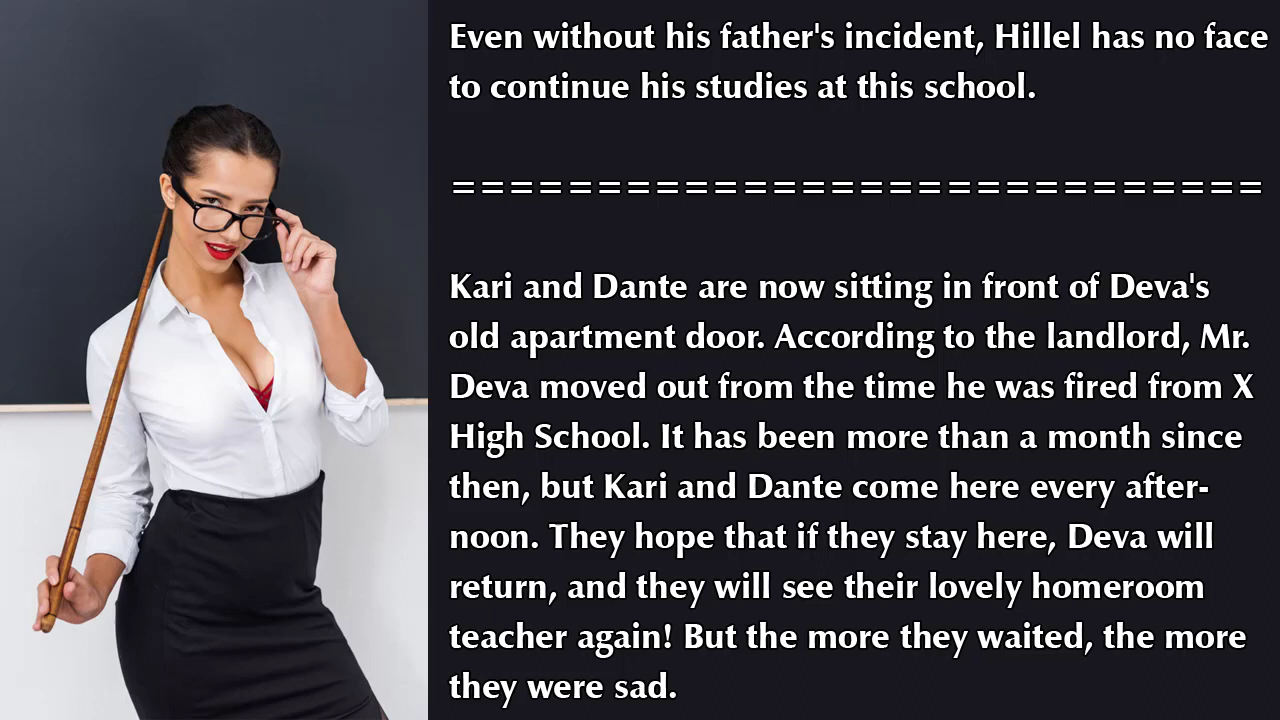 Even without his father's incident, Hillel has no face
to continue his studies at this school.
============================
Kari and Dante are now sitting in front of Deva's
old apartment door. According to the landlord, Mr.
Deva moved out from the time he was fired from X
High School. It has been more than a month since
then, but Kari and Dante come here every after-
noon. They hope that if they stay here, Deva will
return, and they will see their lovely homeroom
teacher again! But the more they waited, the more
they were sad.